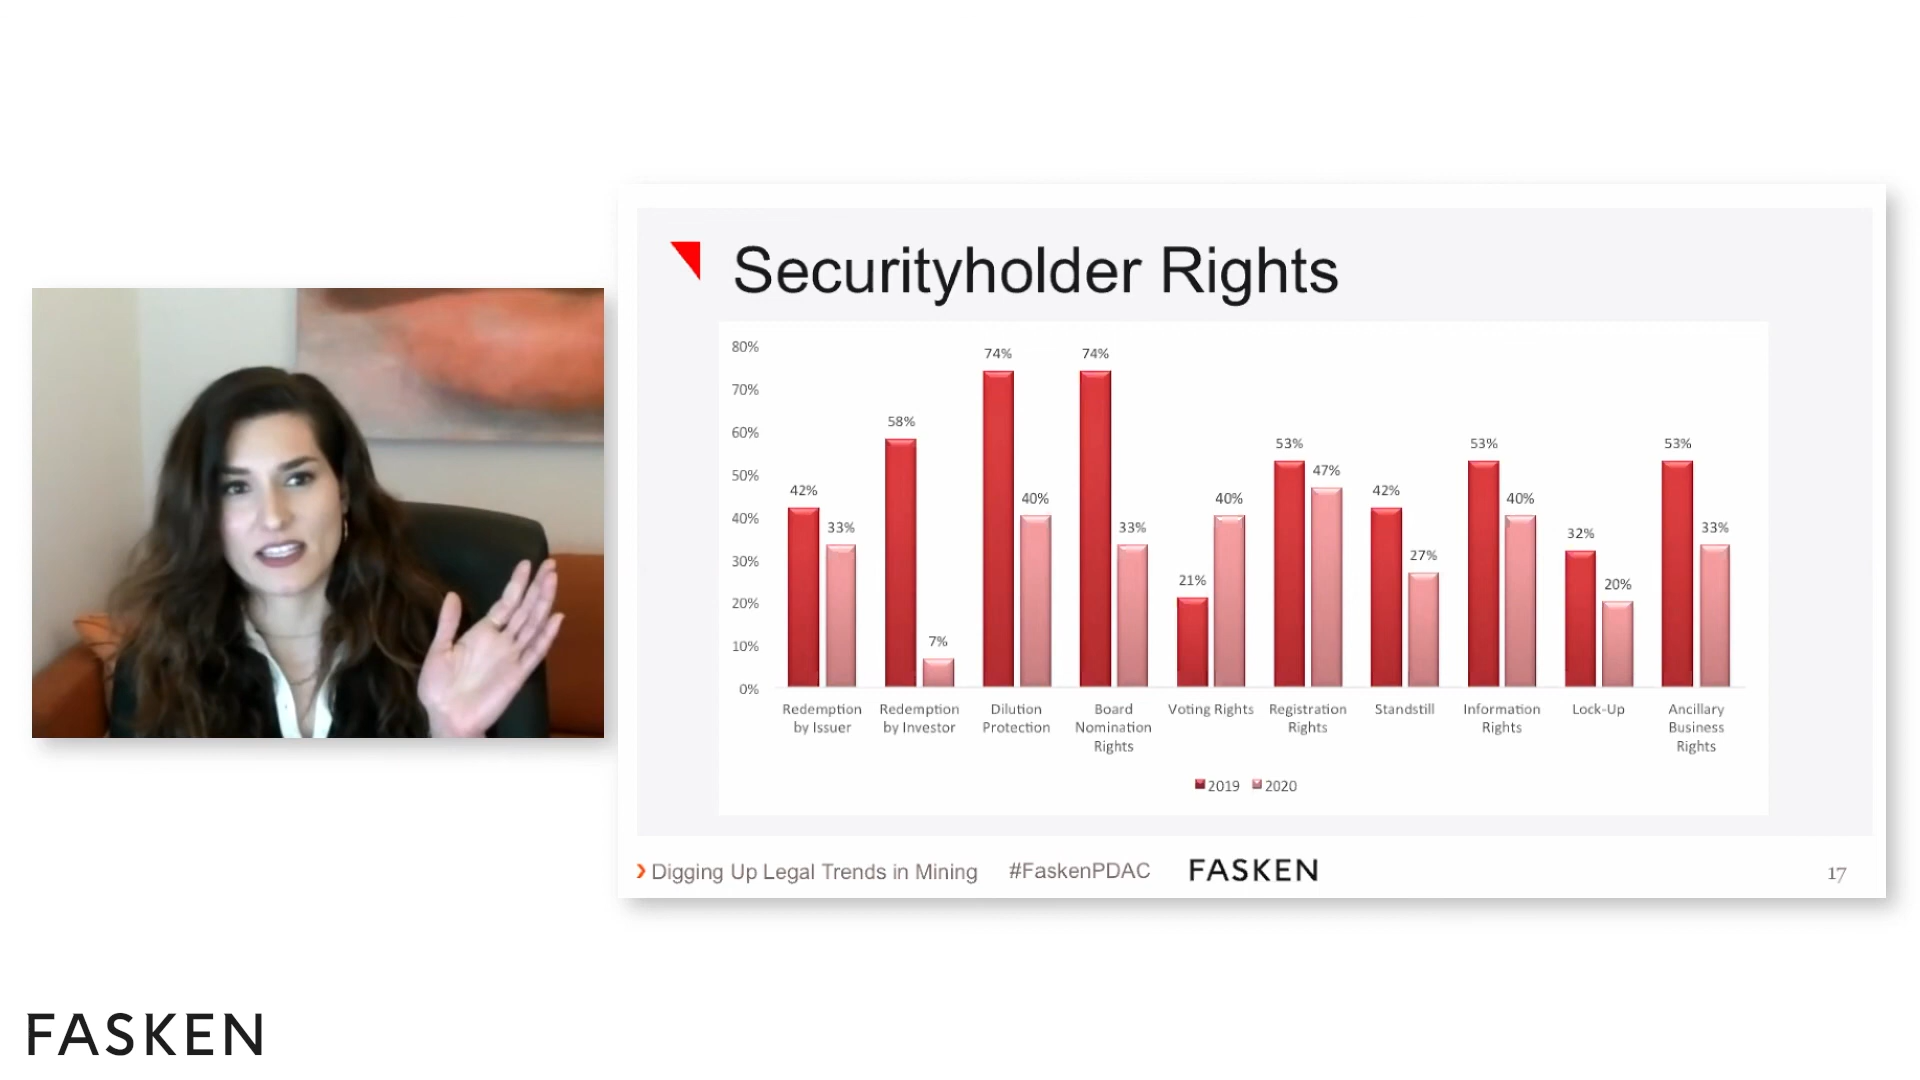 Securityholder Rights
80%
70%
60%
50%
40%
30%
20%
10%
0%
42%
33%
58%
7%
74%
40%
74%
33%
21%
40%
53%
47%
42%
27%
53%
40%
32%
20%
53%
33%
Redemption
by Issuer
Redemption
by Investor
Dilution
Protection
Board
Nomination
Rights
Voting Rights
Registration
Rights
Standstill
Information
Rights
Lock-Up
Ancillary
Business
Rights
2019 2020
Digging Up Legal Trends in Mining #FaskenPDAC FASKEN 17
FASKEN